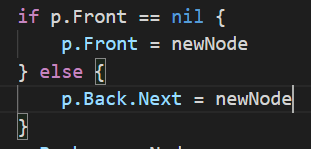 if p.Front == nil {
    p.Front = newNode
} else {
    p.Back.Next = newNode
}